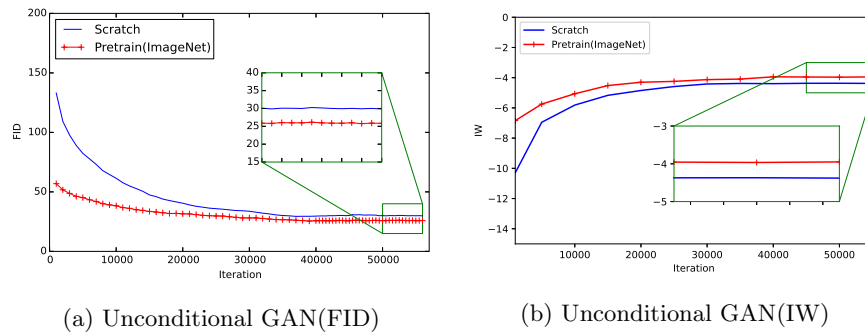 200
150
100
50
0
FID
Scratch
Pretrain(ImageNet)
40
35
30
25
20
15
0 10000 20000 30000 40000 50000
Iteration
(a) Unconditional GAN(FID)
−4
−6
−8
−10
−12
−14
IW
Scratch
Pretrain(ImageNet)
−3
−4
−5
10000 20000 30000 40000 50000
Iteration
(b) Unconditional GAN(IW)